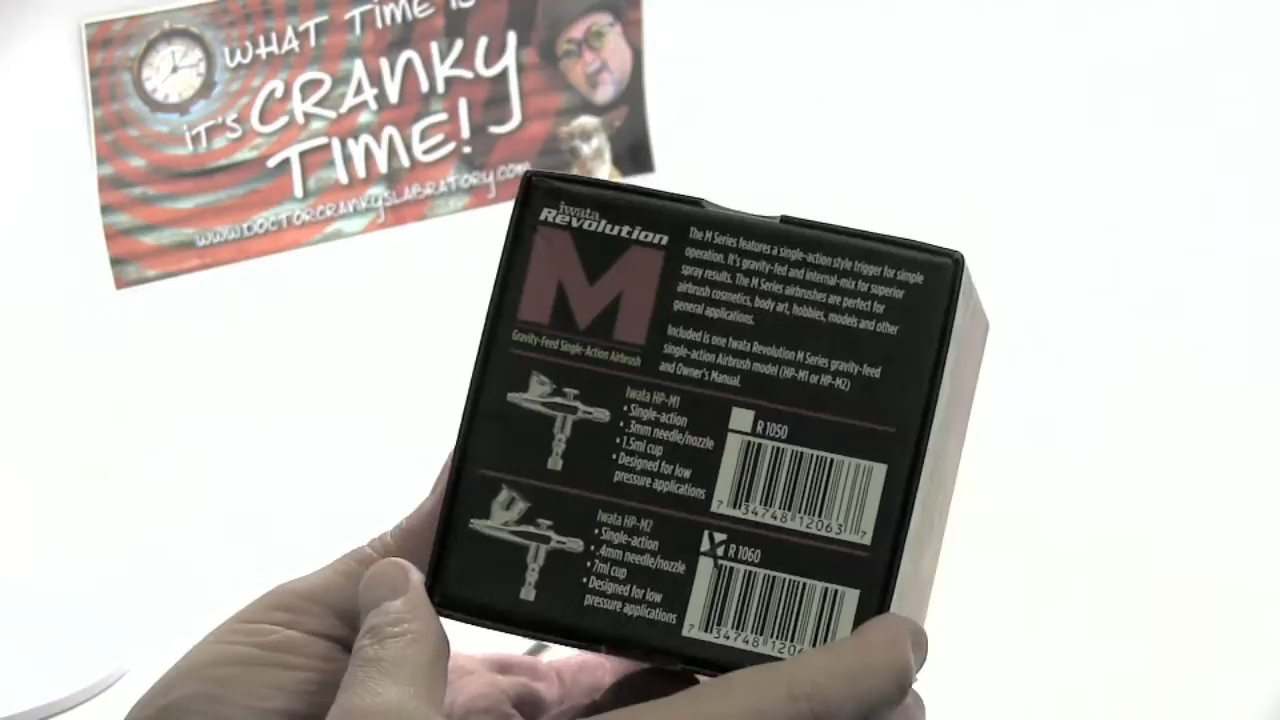 WHAT TIME IS
IT'S CRANKY
TIME!
WWW.DOCTORCRANKYSLABRATORY.COM
iwata
Revolution
M
Gravity-Feed Single-Action Airbrush
The M Series features a single-action style trigger for simple
operation. It's gravity-fed and internal-mix for superior
spray results. The M Series airbrushes are perfect for
airbrush cosmetics, body art, hobbies, models and other
general applications.
Included is one Iwata Revolution M Series gravity-feed
single-action Airbrush model (HP-M1 or HP-M2)
and Owner's Manual.
Iwata HP-M1
• Single-action
• .3mm needle/nozzle
• 1.5ml cup
• Designed for low
pressure applications
R 1050
7 34748 12063 7
Iwata HP-M2
• Single-action
• .4mm needle/nozzle
• 7ml cup
• Designed for low
pressure applications
R 1060
7 34748 1206